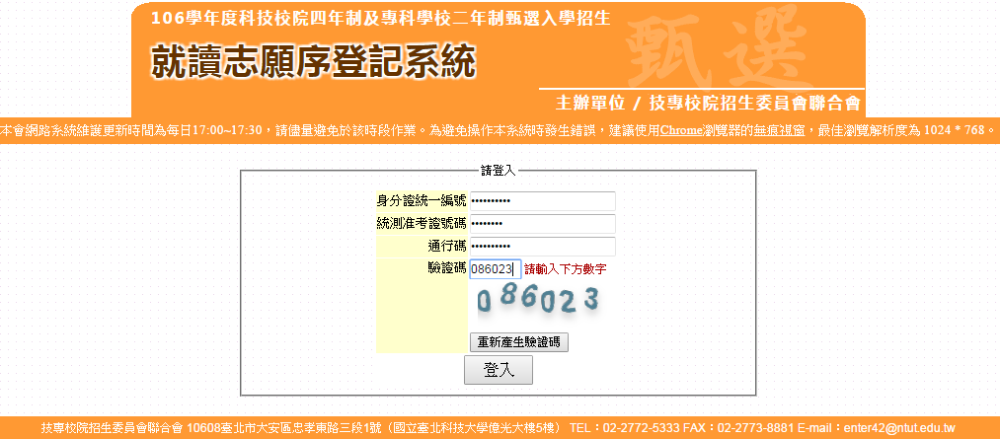 106學年度科技校院四年制及專科學校二年制甄選入學招生
甄選
就讀志願序登記系統
主辦單位 / 技專校院招生委員會聯合會
本會網路系統維護更新時間為每日17:00~17:30，請儘量避免於該時段作業。為避免操作本系統時發生錯誤，建議使用Chrome瀏覽器的無痕視窗，最佳瀏覽解析度為 1024 * 768。
請登入
身分證統一編號 ••••••••••
統測准考證號碼 ••••••••
通行碼 ••••••••••
驗證碼 086023 請輸入下方數字
086023
重新產生驗證碼
登入
技專校院招生委員會聯合會 10608臺北市大安區忠孝東路三段1號（國立臺北科技大學億光大樓5樓） TEL：02-2772-5333 FAX：02-2773-8881 E-mail：enter42@ntut.edu.tw